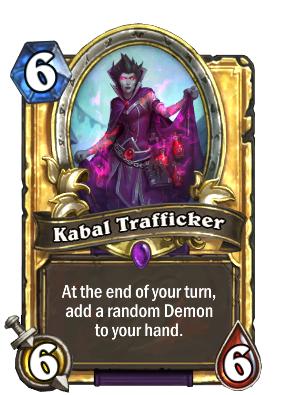 6
Kabal Trafficker
At the end of your turn,
add a random Demon
to your hand.
6
6